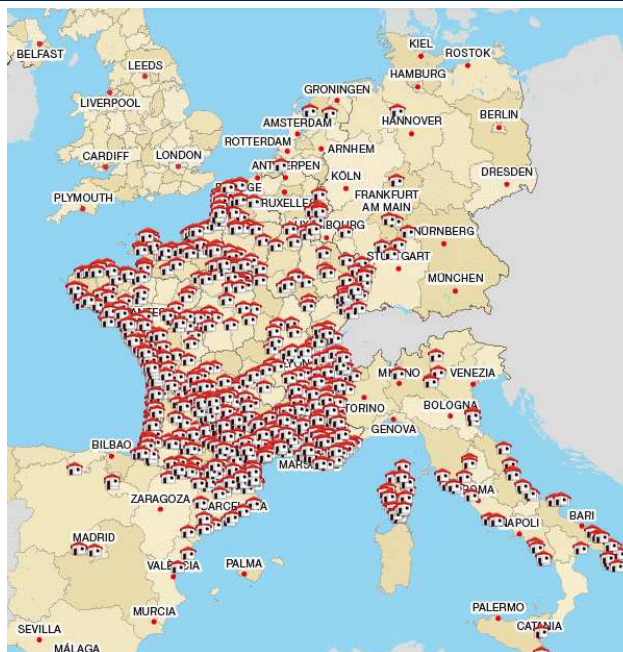 BELFAST
LEEDS
LIVERPOOL
CARDIFF
LONDON
PLYMOUTH
KIEL
ROSTOK
HAMBURG
GRONINGEN
AMSTERDAM
HANNOVER
BERLIN
ROTTERDAM
ARNHEM
KÖLN
DRESDEN
FRANKFURT
AM MAIN
NÜRNBERG
MÜNCHEN
VENEZIA
TORINO
BOLOGNA
GENOVA
BILBAO
ZARAGOZA
MADRID
PALMA
MURCIA
SEVILLA
MÁLAGA
BARI
PALERMO
CATANIA